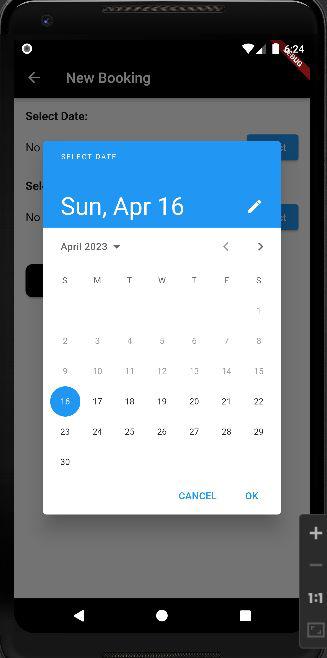 6:24
DEBUG
New Booking
Select Date:
No
SELECT DATE
Sun, Apr 16
No
April 2023
S M T W T F S
1
2 3 4 5 6 7 8
9 10 11 12 13 14 15
16 17 18 19 20 21 22
23 24 25 26 27 28 29
30
CANCEL OK
1:1